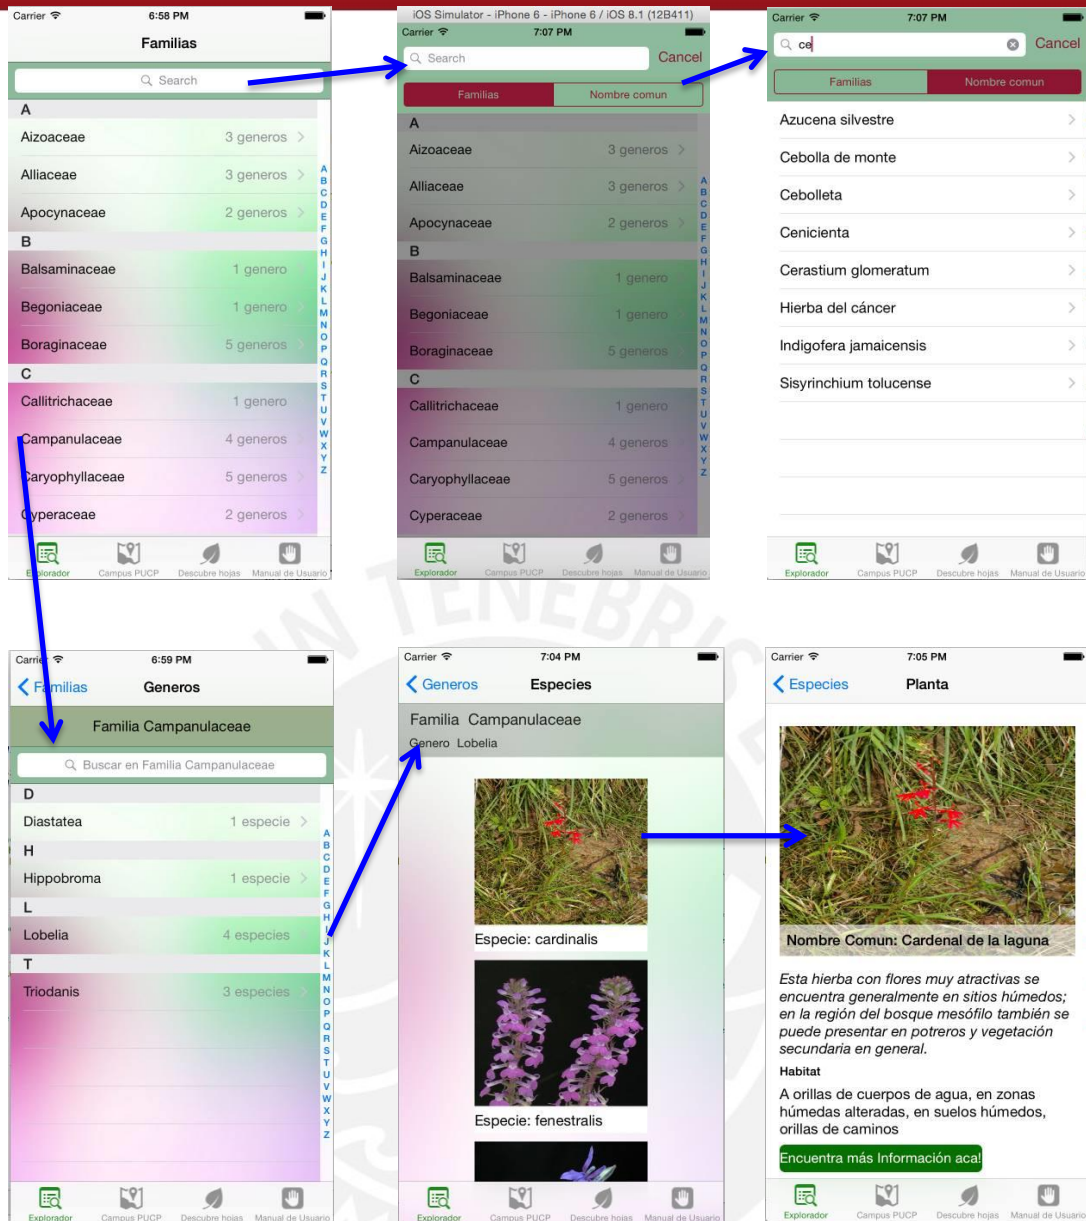 Carrier 6:58 PM
Familias
Search
A
Aizoaceae 3 generos
Alliaceae 3 generos
Apocynaceae 2 generos
B
Balsaminaceae 1 genero
Begoniaceae 1 genero
Boraginaceae 5 generos
C
Callitrichaceae 1 genero
Campanulaceae 4 generos
Caryophyllaceae 5 generos
Cyperaceae 2 generos
A
B
C
D
E
F
G
H
I
J
K
L
M
N
O
P
Q
R
S
T
U
V
W
X
Y
Z
Explorador Campus PUCP Descubre hojas Manual de Usuario
iOS Simulator - iPhone 6 - iPhone 6 / iOS 8.1 (12B411)
Carrier 7:07 PM
Search Cancel
Familias Nombre comun
A
Aizoaceae 3 generos
Alliaceae 3 generos
Apocynaceae 2 generos
B
Balsaminaceae 1 genero
Begoniaceae 1 genero
Boraginaceae 5 generos
C
Callitrichaceae 1 genero
Campanulaceae 4 generos
Caryophyllaceae 5 generos
Cyperaceae 2 generos
A
B
C
D
E
F
G
H
I
J
K
L
M
N
O
P
Q
R
S
T
U
V
W
X
Y
Z
Explorador Campus PUCP Descubre hojas Manual de Usuario
Carrier 7:07 PM
ce Cancel
Familias Nombre comun
Azucena silvestre
Cebolla de monte
Cebolleta
Cenicienta
Cerastium glomeratum
Hierba del cáncer
Indigofera jamaicensis
Sisyrinchium tolucense
Explorador Campus PUCP Descubre hojas Manual de Usuario
IN TENEBRIS
Carrier 6:59 PM
Familias Generos
Familia Campanulaceae
Buscar en Familia Campanulaceae
D
Diastatea 1 especie
H
Hippobroma 1 especie
L
Lobelia 4 especies
T
Triodanis 3 especies
A
B
C
D
E
F
G
H
I
J
K
L
M
N
O
P
Q
R
S
T
U
V
W
X
Y
Z
Explorador Campus PUCP Descubre hojas Manual de Usuario
Carrier 7:04 PM
Generos Especies
Familia Campanulaceae
Genero Lobelia
Especie: cardinalis
Especie: fenestralis
Explorador Campus PUCP Descubre hojas Manual de Usuario
Carrier 7:05 PM
Especies Planta
Nombre Comun: Cardenal de la laguna
Esta hierba con flores muy atractivas se
encuentra generalmente en sitios húmedos;
en la región del bosque mesófilo también se
puede presentar en potreros y vegetación
secundaria en general.
Habitat
A orillas de cuerpos de agua, en zonas
húmedas alteradas, en suelos húmedos,
orillas de caminos
Encuentra más Información aca!
Explorador Campus PUCP Descubre hojas Manual de Usuario